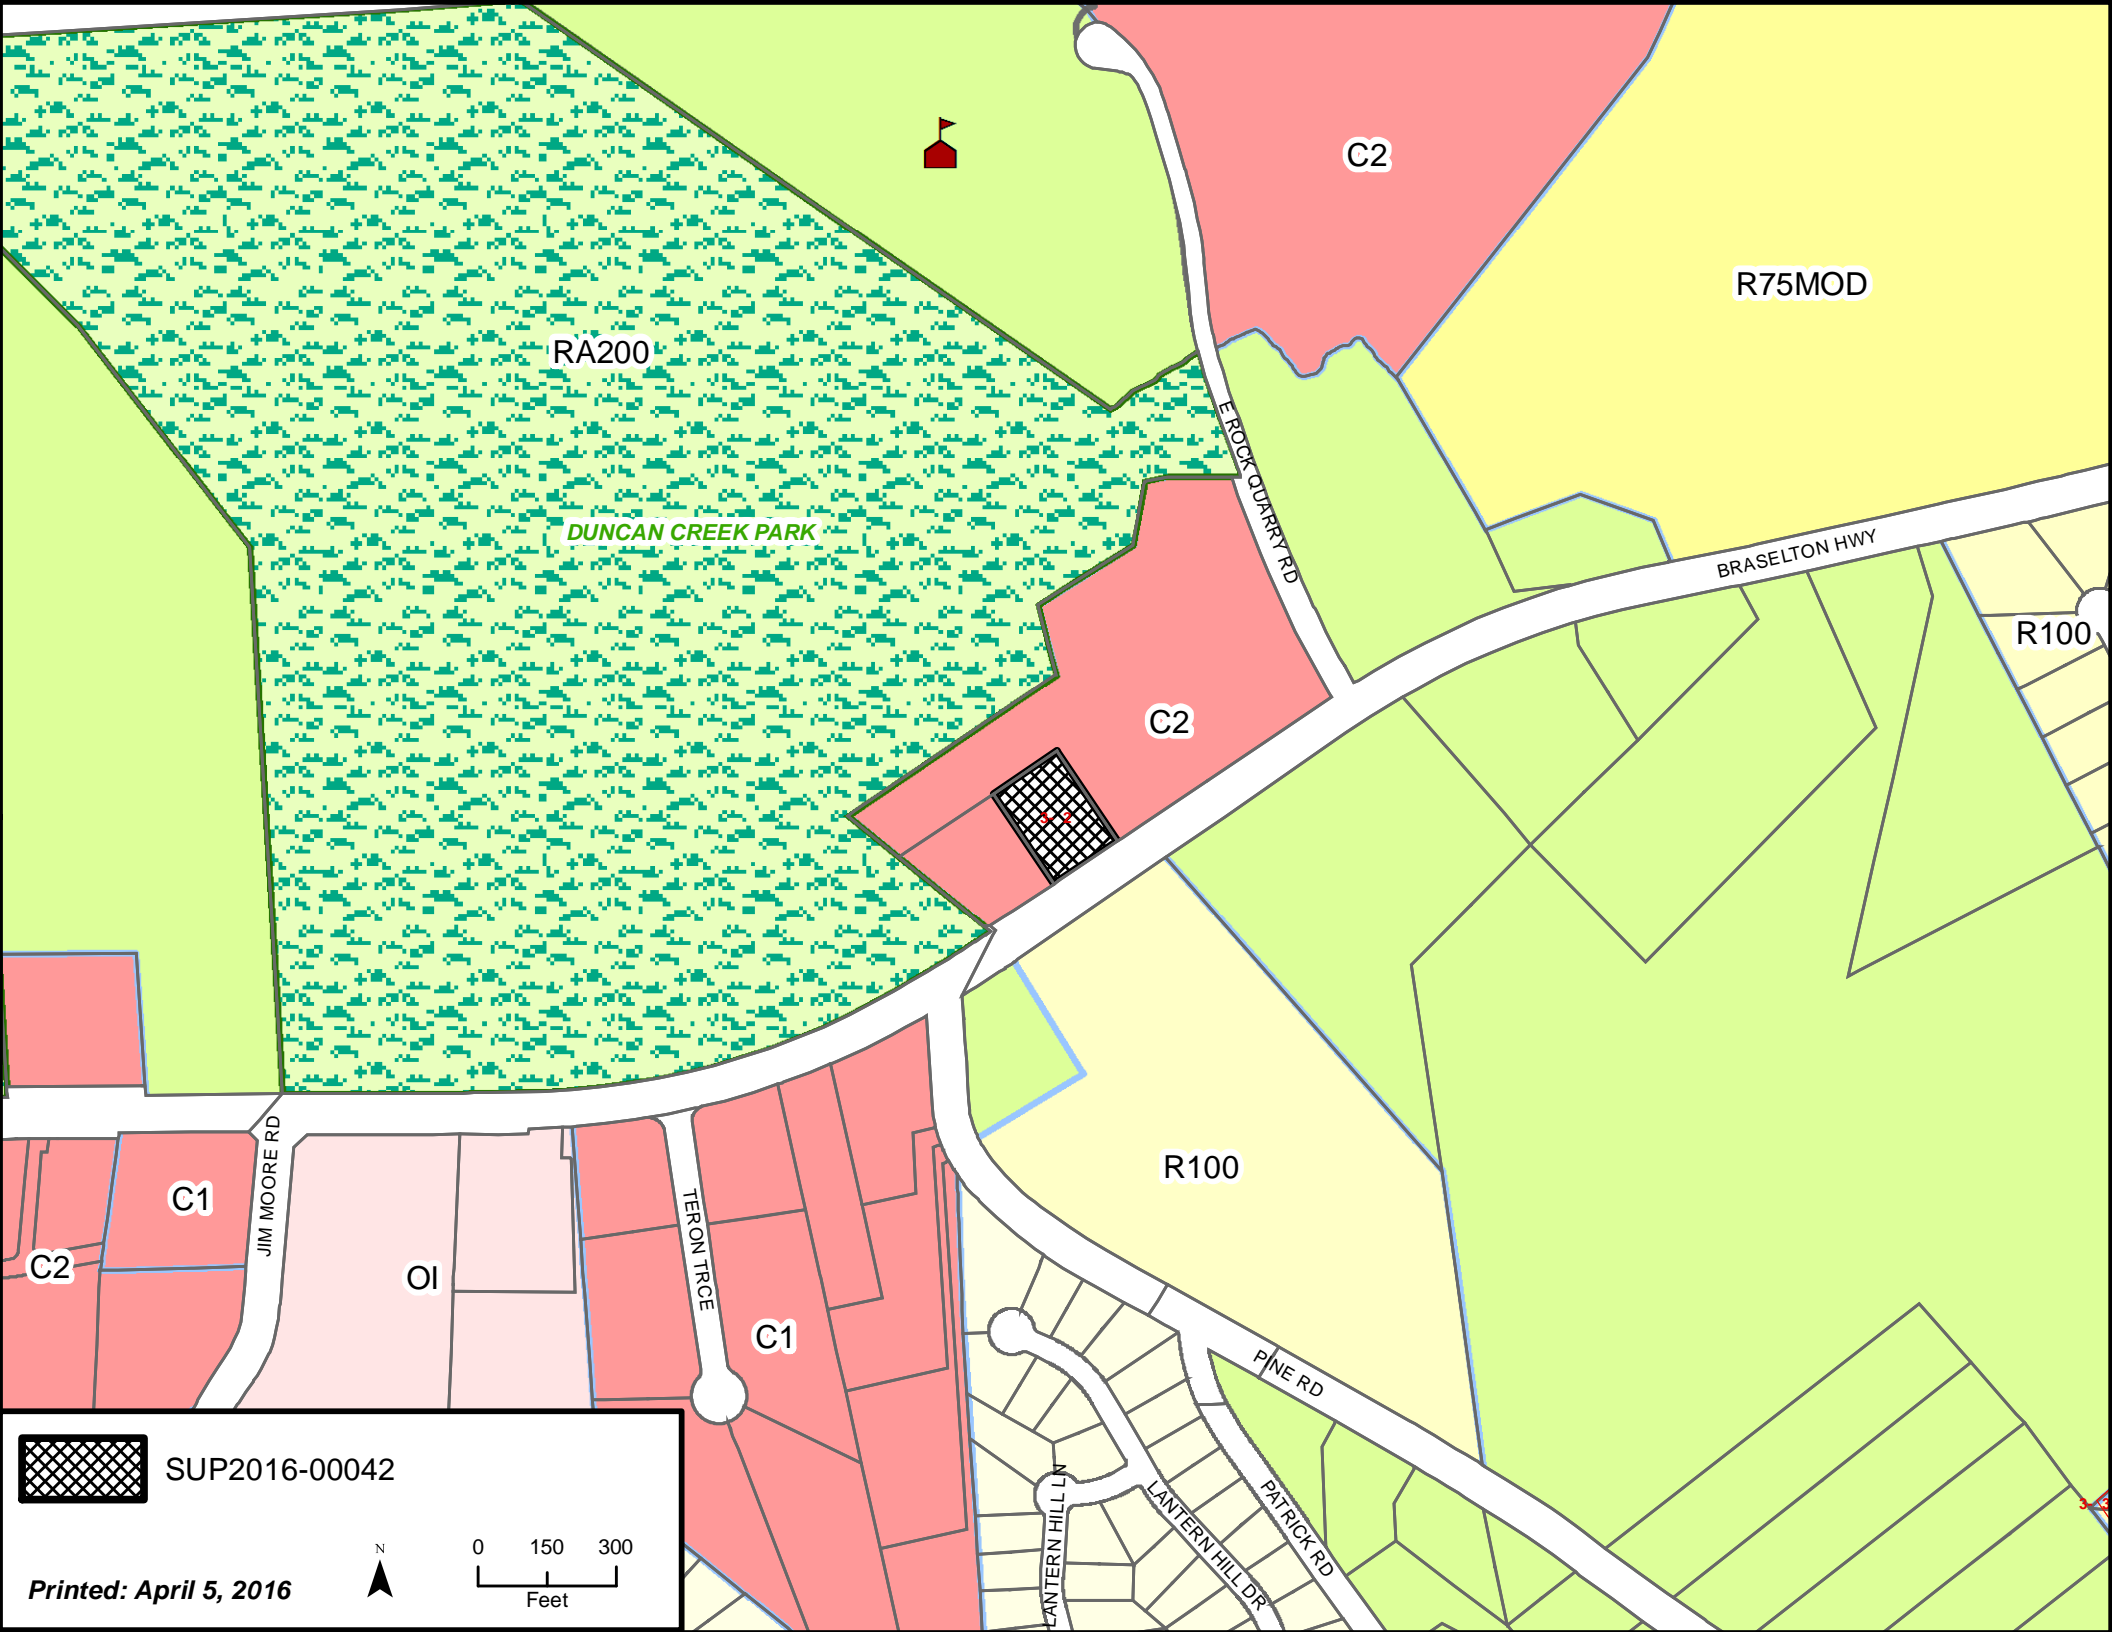 C2
R75MOD
RA200
E ROCK QUARRY RD
DUNCAN CREEK PARK
BRASELTON HWY
R100
C2
3 2
JIM MOORE RD
C1
C2
OI
TERON TRCE
C1
R100
PINE RD
LANTERN HILL LN
LANTERN HILL DR
PATRICK RD
SUP2016-00042
N
0 150 300
Feet
Printed: April 5, 2016